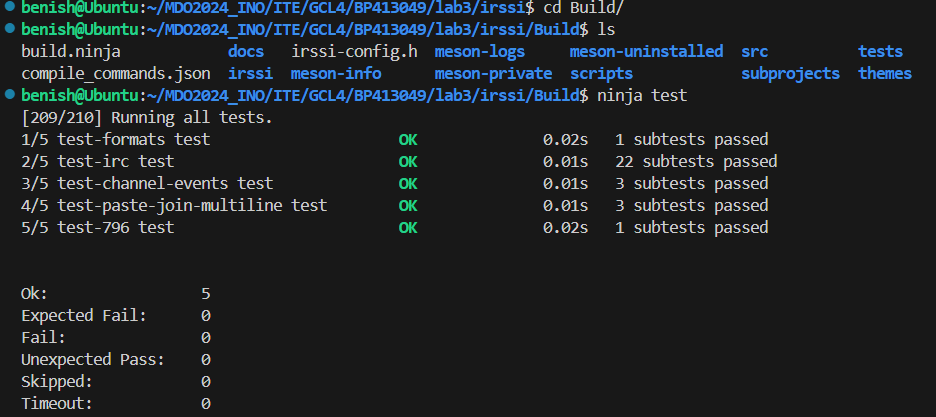 benish@Ubuntu:~/MDO2024_INO/ITE/GCL4/BP413049/lab3/irssi$ cd Build/
benish@Ubuntu:~/MDO2024_INO/ITE/GCL4/BP413049/lab3/irssi/Build$ ls
build.ninja docs irssi-config.h meson-logs meson-uninstalled src tests
compile_commands.json irssi meson-info meson-private scripts subprojects themes
benish@Ubuntu:~/MDO2024_INO/ITE/GCL4/BP413049/lab3/irssi/Build$ ninja test
[209/210] Running all tests.
1/5 test-formats test OK 0.02s 1 subtests passed
2/5 test-irc test OK 0.01s 22 subtests passed
3/5 test-channel-events test OK 0.01s 3 subtests passed
4/5 test-paste-join-multiline test OK 0.01s 3 subtests passed
5/5 test-796 test OK 0.02s 1 subtests passed
Ok: 5
Expected Fail: 0
Fail: 0
Unexpected Pass: 0
Skipped: 0
Timeout: 0